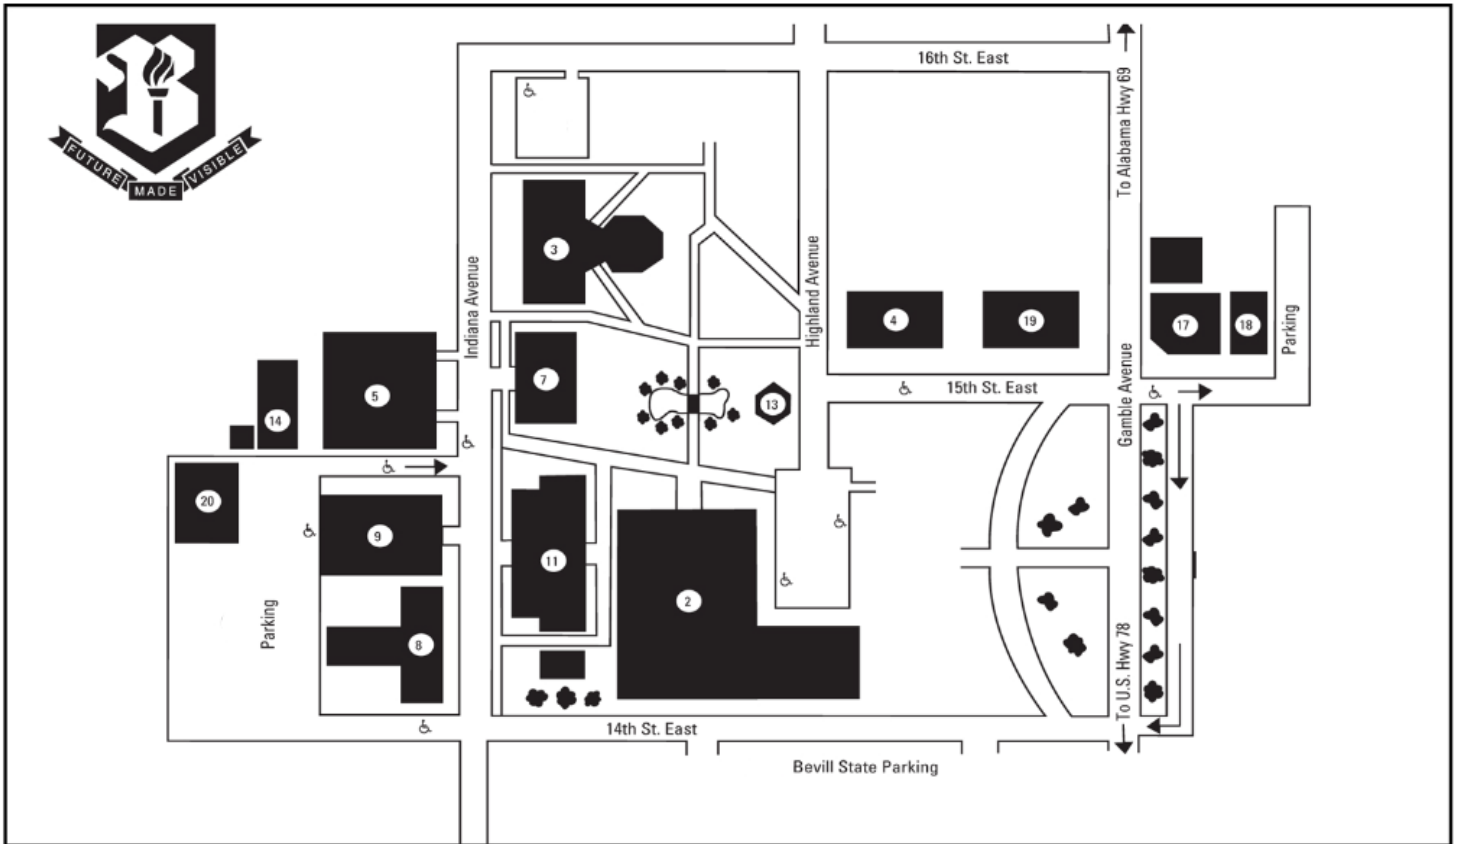 B
FUTURE
MADE
VISIBLE
16th St. East
To Alabama Hwy 69
Indiana Avenue
Highland Avenue
3
4
19
17
18
Parking
15th St. East
Gamble Avenue
7
13
5
14
20
9
11
2
8
Parking
To U.S. Hwy 78
14th St. East
Bevill State Parking